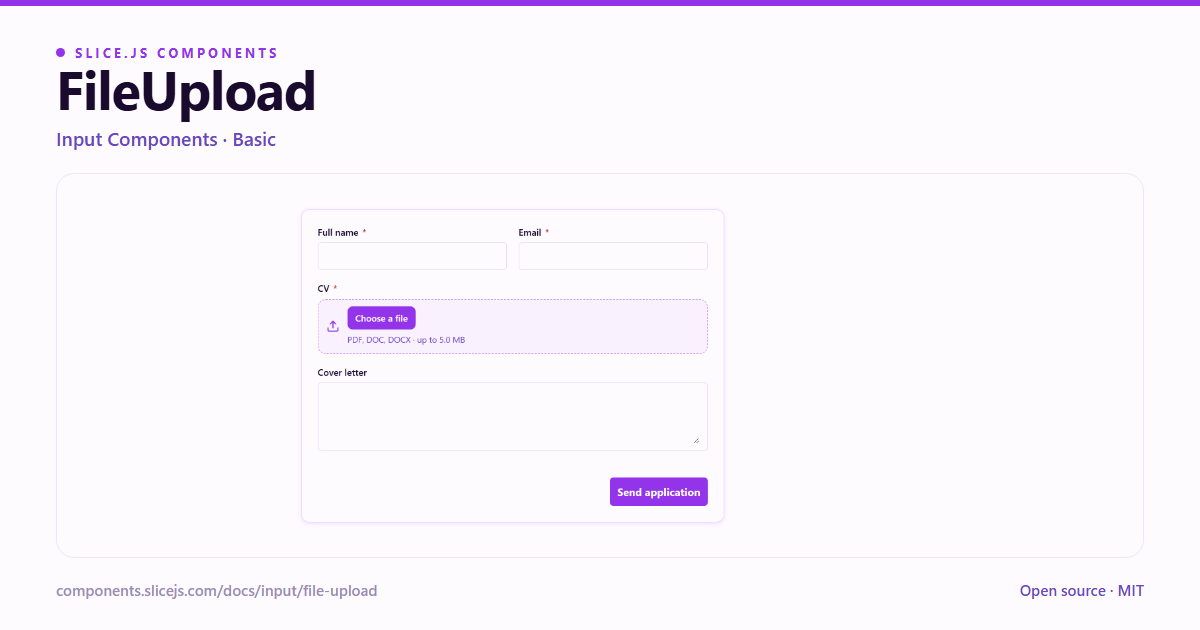 SLICE.JS COMPONENTS
FileUpload
Input Components · Basic
Full name *
Email *
CV *
Choose a file
PDF, DOC, DOCX · up to 5.0 MB
Cover letter
Send application
components.slicejs.com/docs/input/file-upload
Open source · MIT